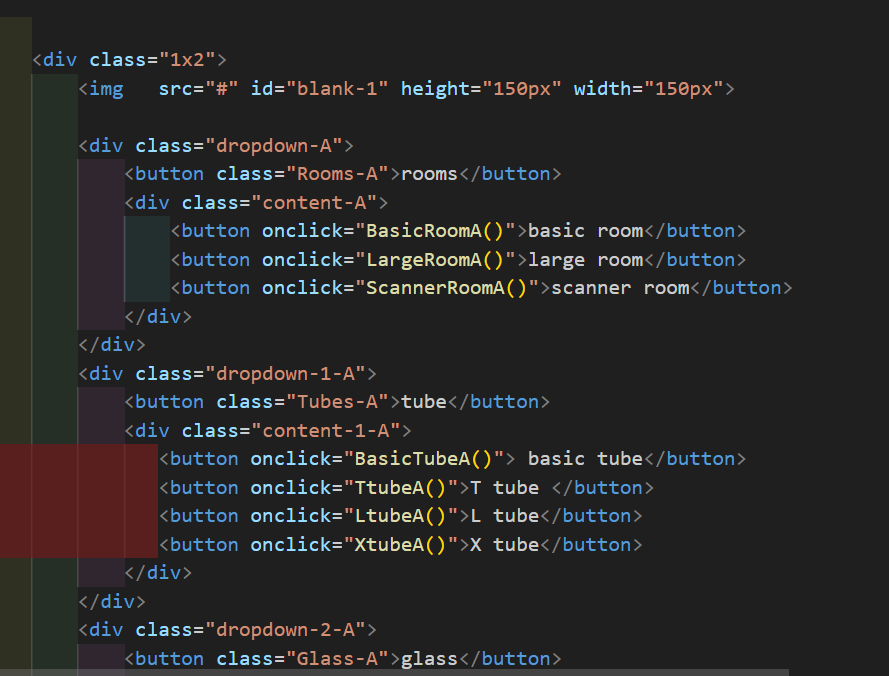 <div class="1x2">
<img   src="#" id="blank-1" height="150px" width="150px">
<div class="dropdown-A">
<button class="Rooms-A">rooms</button>
<div class="content-A">
<button onclick="BasicRoomA()">basic room</button>
<button onclick="LargeRoomA()">large room</button>
<button onclick="ScannerRoomA()">scanner room</button>
</div>
</div>
<div class="dropdown-1-A">
<button class="Tubes-A">tube</button>
<div class="content-1-A">
<button onclick="BasicTubeA()"> basic tube</button>
<button onclick="TtubeA()">T tube </button>
<button onclick="LtubeA()">L tube</button>
<button onclick="XtubeA()">X tube</button>
</div>
</div>
<div class="dropdown-2-A">
<button class="Glass-A">glass</button>